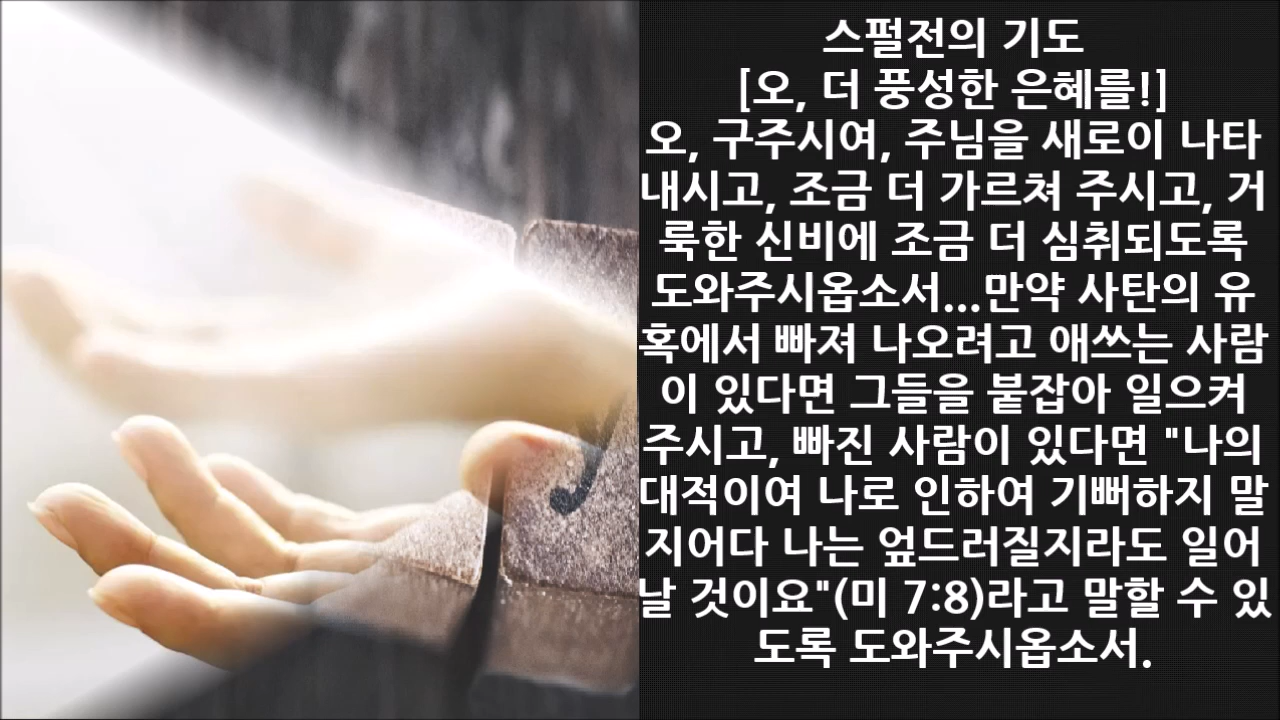 스펄전의 기도
[오, 더 풍성한 은혜를!]
오, 구주시여, 주님을 새로이 나타
내시고, 조금 더 가르쳐 주시고, 거
룩한 신비에 조금 더 심취되도록
도와주시옵소서...만약 사탄의 유
혹에서 빠져 나오려고 애쓰는 사람
이 있다면 그들을 붙잡아 일으켜
주시고, 빠진 사람이 있다면 "나의
대적이여 나로 인하여 기뻐하지 말
지어다 나는 엎드러질지라도 일어
날 것이요"(미 7:8)라고 말할 수 있
도록 도와주시옵소서.